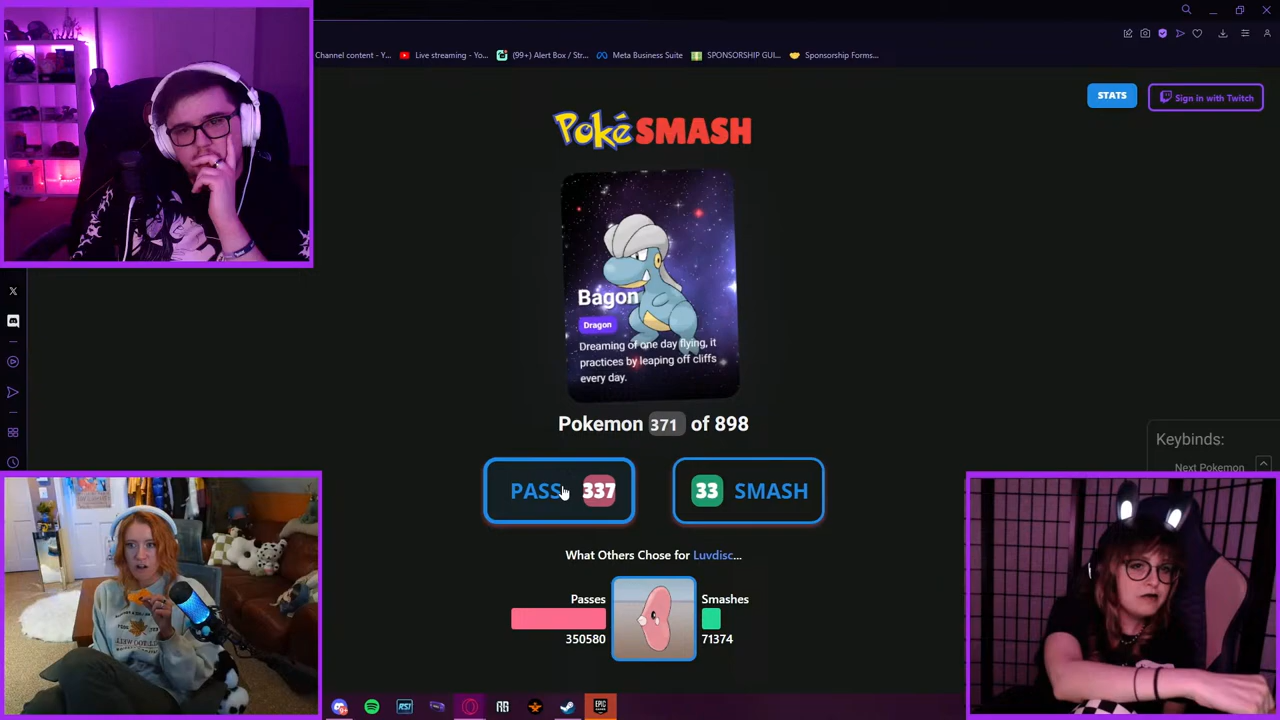 Channel content - Y...
Live streaming - Yo...
(99+) Alert Box / Str...
Meta Business Suite
SPONSORSHIP GUI...
Sponsorship Forms...
STATS
Sign in with Twitch
PokéSMASH
Bagon
Dragon
Dreaming of one day flying, it
practices by leaping off cliffs
every day.
Pokemon 371 of 898
PASS 337
33 SMASH
Keybinds:
Next Pokemon
What Others Chose for Luvdisc...
Passes
350580
Smashes
71374
RSI